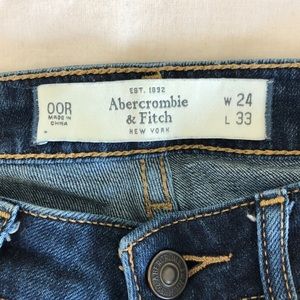 EST. 1892
00R
Abercrombie
W 24
MADE IN
CHINA
& Fitch
L 33
NEW YORK